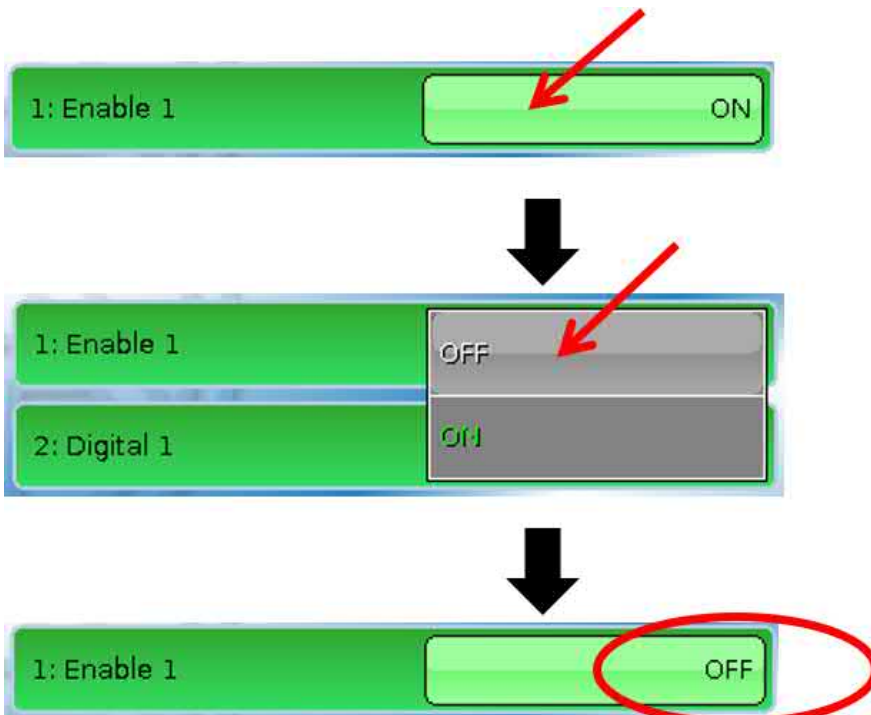 1: Enable 1 ON
1: Enable 1 OFF
2: Digital 1 ON
1: Enable 1 OFF